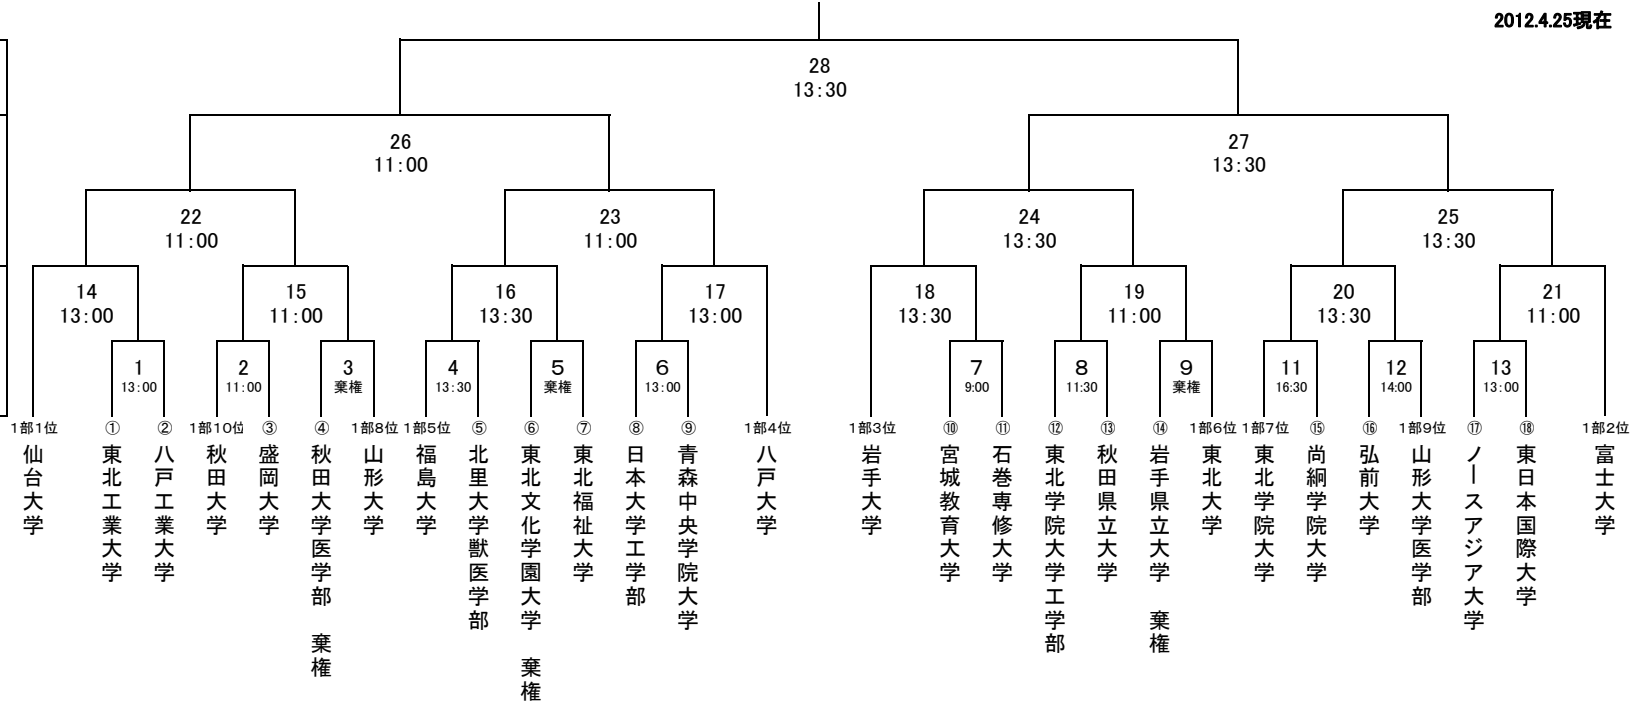 2012.4.25現在
28
13：30
26
11：00
27
13：30
22
11：00
23
11：00
24
13：30
25
13：30
14
13：00
15
11：00
16
13：30
17
13：00
18
13：30
19
11：00
20
13：30
21
11：00
1
13：00
2
11：00
3
棄権
4
13：30
5
棄権
6
13：00
7
9:00
8
11:30
9
棄権
11
16:30
12
14:00
13
13：00
1部1位
仙台大学
①
東北工業大学
②
八戸工業大学
1部10位
秋田大学
③
盛岡大学
④
秋田大学医学部　棄権
1部8位
山形大学
1部5位
福島大学
⑤
北里大学獣医学部
⑥
東北文化学園大学　棄権
⑦
東北福祉大学
⑧
日本大学工学部
⑨
青森中央学院大学
1部4位
八戸大学
1部3位
岩手大学
⑩
宮城教育大学
⑪
石巻専修大学
⑫
東北学院大学工学部
⑬
秋田県立大学
⑭
岩手県立大学　棄権
1部6位
東北大学
1部7位
東北学院大学
⑮
尚絅学院大学
⑯
弘前大学
1部9位
山形大学医学部
⑰
ノースアジア大学
⑱
東日本国際大学
1部2位
富士大学